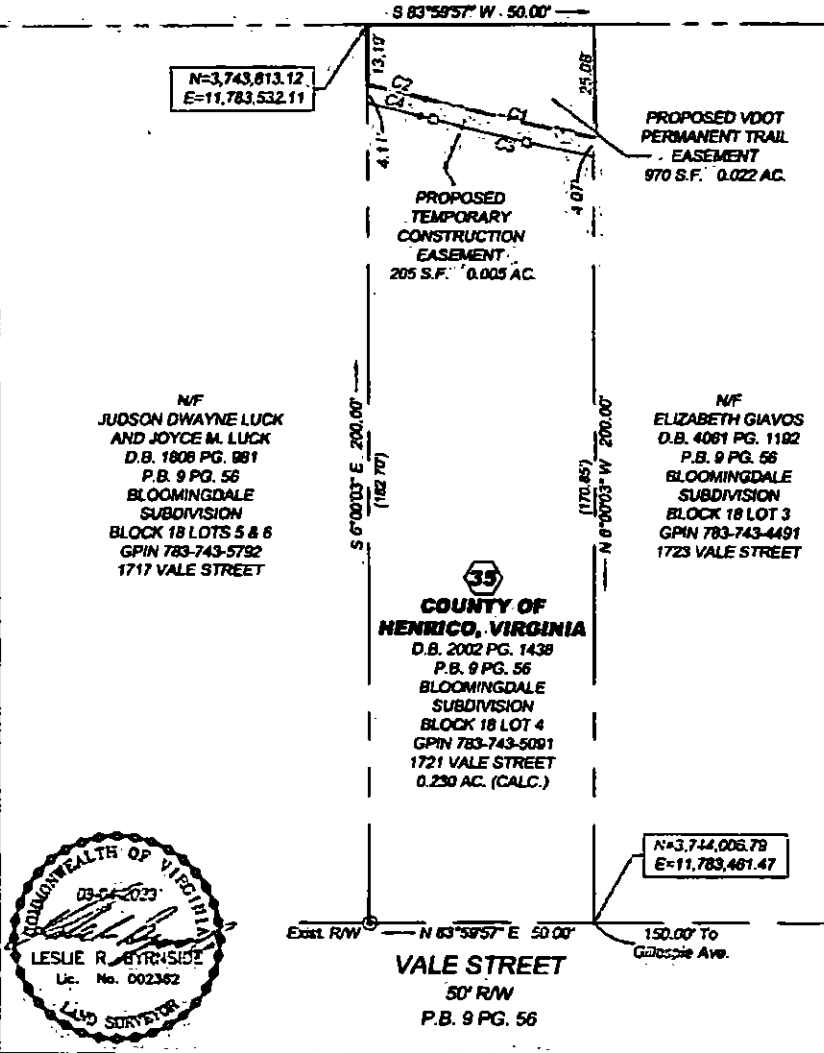 S 83°59'57" W 50.00'
N=3,743,813.12
E=11,783,532.11
13.19'
25.08'
C2
C4
C1
C3
4.11'
4.07'
PROPOSED VDOT
PERMANENT TRAIL
EASEMENT
970 S.F. 0.022 AC.
PROPOSED
TEMPORARY
CONSTRUCTION
EASEMENT
205 S.F. 0.005 AC.
N/F
JUDSON DWAYNE LUCK
AND JOYCE M. LUCK
D.B. 1808 PG. 981
P.B. 9 PG. 56
BLOOMINGDALE
SUBDIVISION
BLOCK 18 LOTS 5 & 6
GPIN 783-743-5792
1717 VALE STREET
S 6°00'03" E 200.00'
(182.70')
(170.85')
N 6°00'03" W 200.00'
N/F
ELIZABETH GIAVOS
D.B. 4061 PG. 1192
P.B. 9 PG. 56
BLOOMINGDALE
SUBDIVISION
BLOCK 18 LOT 3
GPIN 783-743-4491
1723 VALE STREET
35
COUNTY OF
HENRICO, VIRGINIA
D.B. 2002 PG. 1438
P.B. 9 PG. 56
BLOOMINGDALE
SUBDIVISION
BLOCK 18 LOT 4
GPIN 783-743-5091
1721 VALE STREET
0.230 AC. (CALC.)
N=3,744,006.79
E=11,783,461.47
COMMONWEALTH OF VIRGINIA
03-04-2023
LESLIE R. BYRNSIDE
Lic. No. 002362
LAND SURVEYOR
Exist. R/W
N 83°59'57" E 50.00'
150.00' To
Gillespie Ave.
VALE STREET
50' R/W
P.B. 9 PG. 56